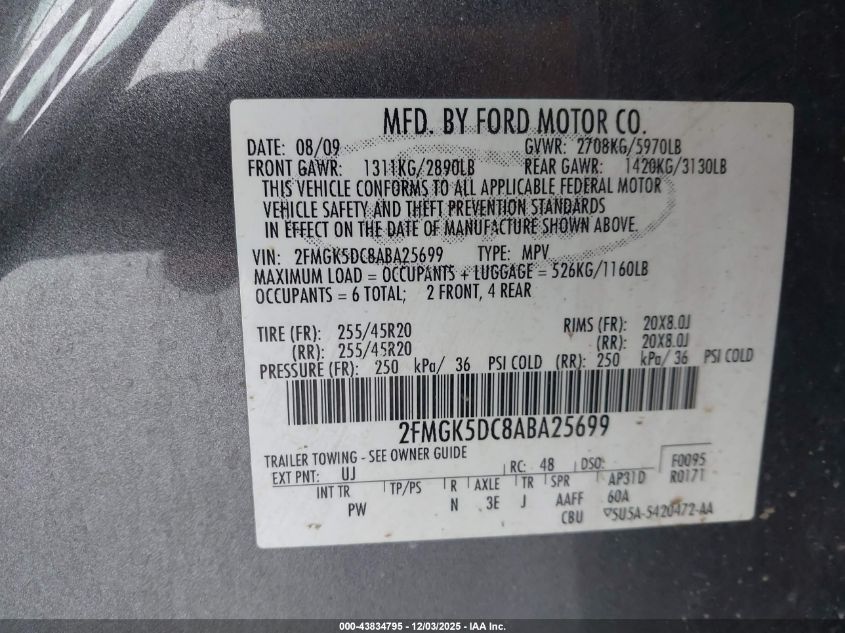 MFD. BY FORD MOTOR CO.
DATE: 08/09 GVWR: 2708KG/5970LB
FRONT GAWR: 1311KG/2890LB REAR GAWR: 1420KG/3130LB
THIS VEHICLE CONFORMS TO ALL APPLICABLE FEDERAL MOTOR
VEHICLE SAFETY AND THEFT PREVENTION STANDARDS
IN EFFECT ON THE DATE OF MANUFACTURE SHOWN ABOVE.
VIN: 2FMGK5DC8ABA25699 TYPE: MPV
MAXIMUM LOAD = OCCUPANTS + LUGGAGE = 526KG/1160LB
OCCUPANTS = 6 TOTAL; 2 FRONT, 4 REAR
TIRE (FR): 255/45R20 RIMS (FR): 20X8.0J
(RR): 255/45R20 (RR): 20X8.0J
PRESSURE (FR): 250 kPa/ 36 PSI COLD (RR): 250 kPa/ 36 PSI COLD
2FMGK5DC8ABA25699
TRAILER TOWING - SEE OWNER GUIDE
EXT PNT: UJ RC: 48 DSO: F0095
R0171
INT TR TP/PS R AXLE TR SPR AP31D
PW N 3E J AAFF 60A
CBU 5U5A-5420472-AA
000-43834795 - 12/03/2025 - IAA Inc.